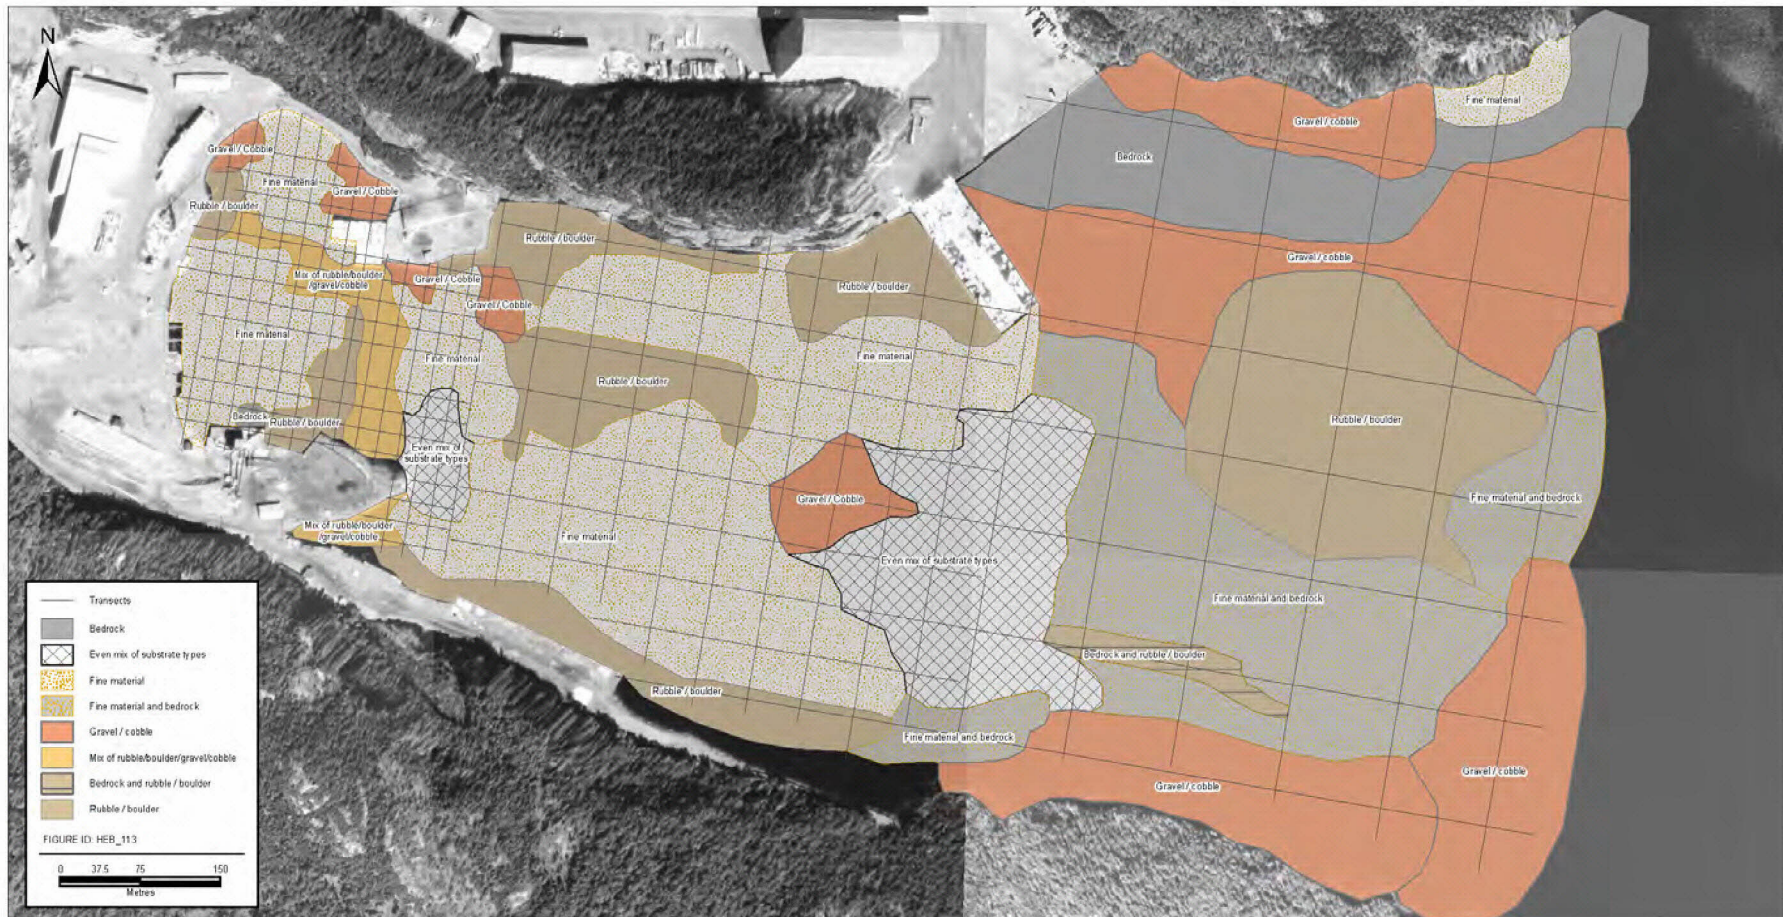 N
Fine material
Gravel / cobble
Gravel / Cobble
Bedrock
Fine material
Gravel / Cobble
Rubble / boulder
Rubble / boulder
Gravel / cobble
Mix of rubble/boulder
/gravel/cobble
Gravel / Cobble
Rubble / boulder
Gravel / Cobble
Fine material
Fine material
Fine material
Rubble / boulder
Bedrock
Rubble / boulder
Rubble / boulder
Even mix of
substrate types
Gravel / Cobble
Fine material and bedrock
Mix of rubble/boulder
/gravel/cobble
Fine material
Even mix of substrate types
Fine material and bedrock
Bedrock and rubble / boulder
Rubble / boulder
Fine material and bedrock
Gravel / cobble
Gravel / cobble
Transects
Bedrock
Even mix of substrate types
Fine material
Fine material and bedrock
Gravel / cobble
Mix of rubble/boulder/gravel/cobble
Bedrock and rubble / boulder
Rubble / boulder
FIGURE ID: HEB_113
0 37.5 75 150
Metres